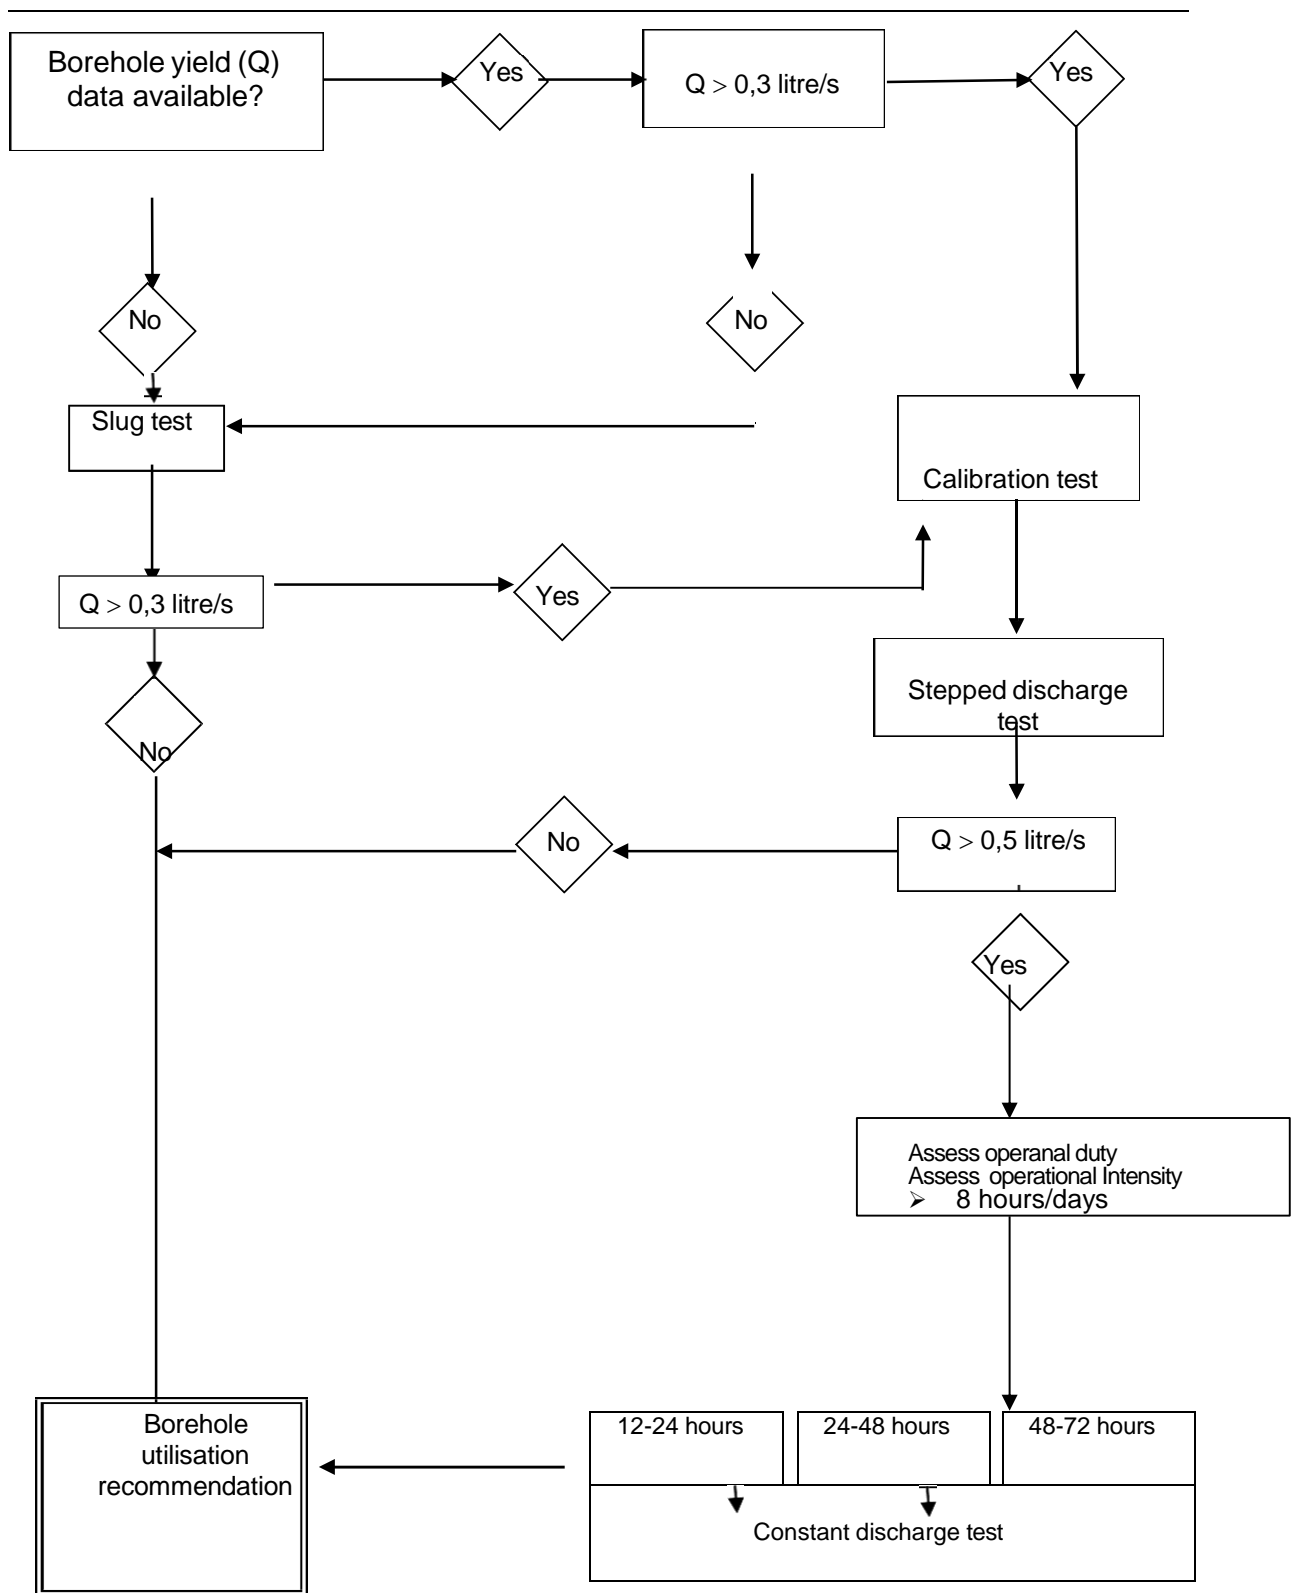 Borehole yield (Q)
data available?
Yes
Q > 0,3 litre/s
Yes
No
No
Slug test
Calibration test
Q > 0,3 litre/s
Yes
Stepped discharge
test
No
No
Q > 0,5 litre/s
Yes
Assess operanal duty
Assess operational Intensity
➢ 8 hours/days
Borehole
utilisation
recommendation
12-24 hours
24-48 hours
48-72 hours
Constant discharge test